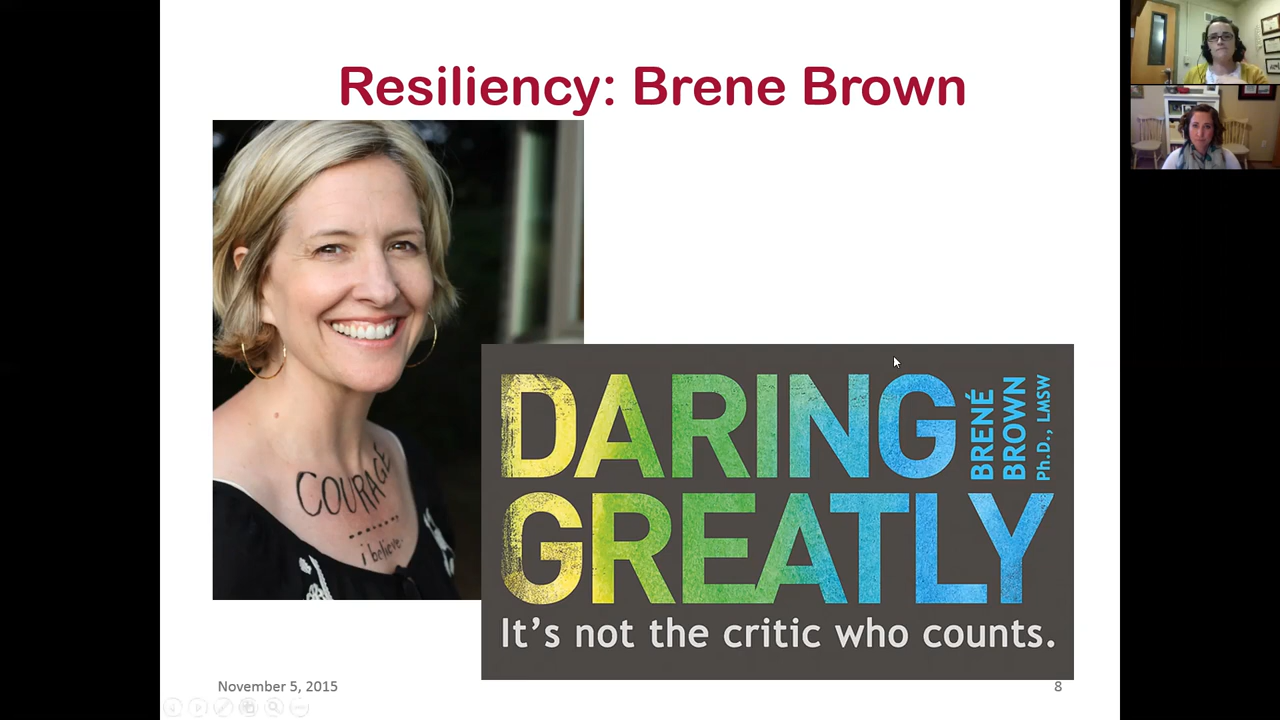 Resiliency: Brene Brown
COURAGE
i believe.
DARING
GREATLY
BRENÉ
BROWN
Ph.D., LMSW
It's not the critic who counts.
November 5, 2015
8